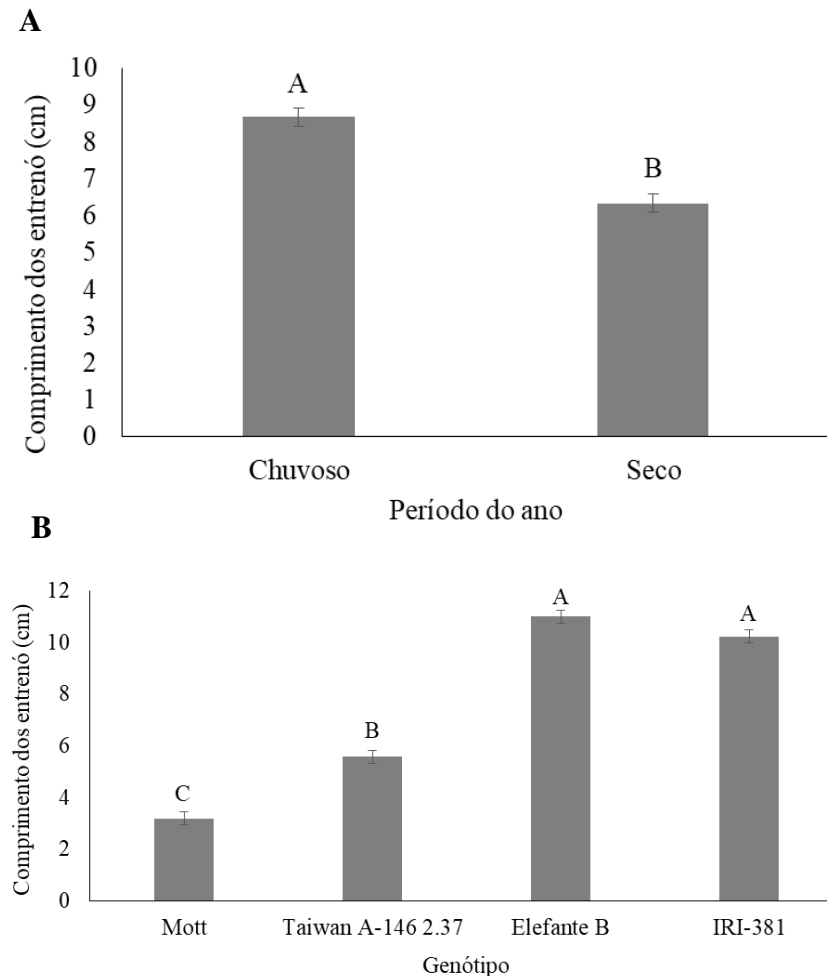 A
Comprimento dos entrenó (cm)
10
9
8
7
6
5
4
3
2
1
0
A
B
Chuvoso Seco
Período do ano
B
Comprimento dos entrenó (cm)
12
10
8
6
4
2
0
C
B
A
A
Mott Taiwan A-146 2.37 Elefante B IRI-381
Genótipo